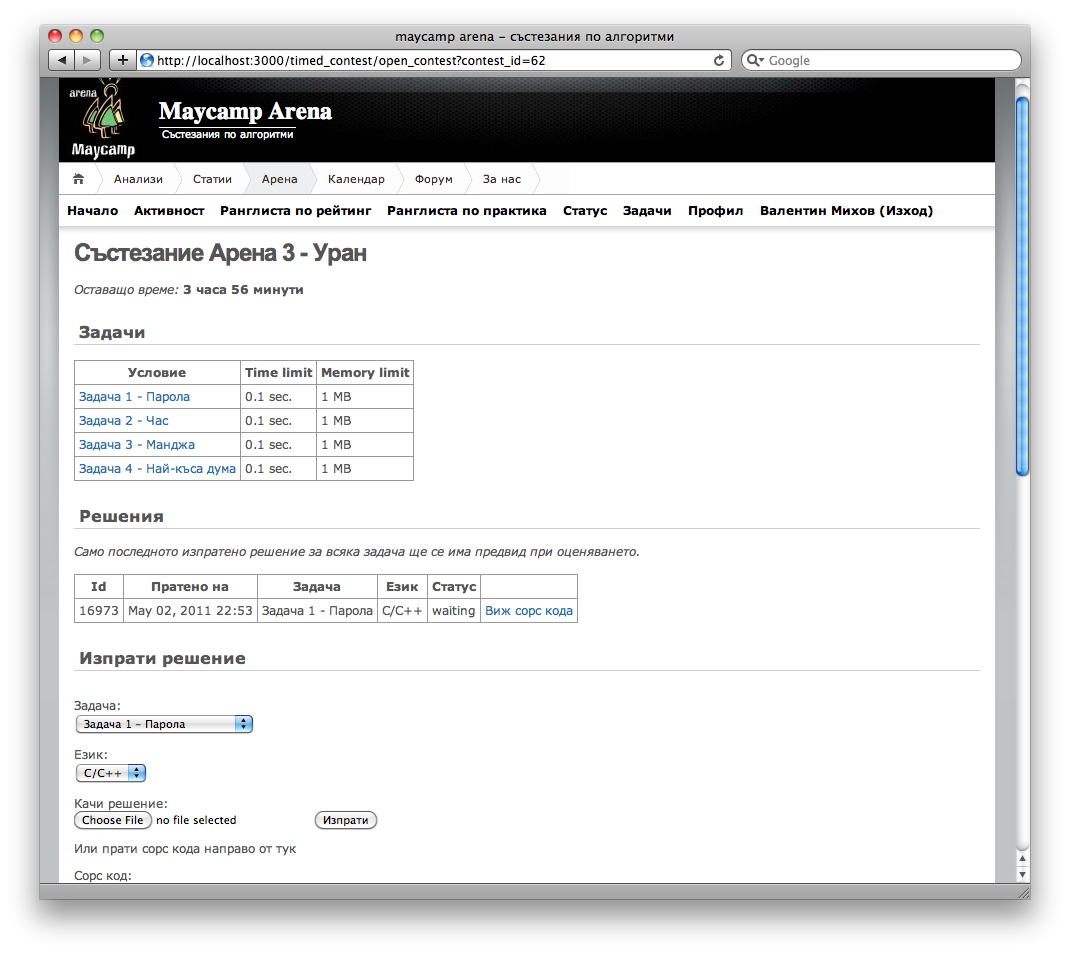 maycamp arena – състезания по алгоритми
http://localhost:3000/timed_contest/open_contest?contest_id=62
Google
arena
Maycamp
Maycamp Arena
Състезания по алгоритми
Анализи Статии Арена Календар Форум За нас
Начало Активност Ранглиста по рейтинг Ранглиста по практика Статус Задачи Профил Валентин Михов (Изход)
Състезание Арена 3 - Уран
Оставащо време: 3 часа 56 минути
Задачи
Условие Time limit Memory limit
Задача 1 - Парола 0.1 sec. 1 MB
Задача 2 - Час 0.1 sec. 1 MB
Задача 3 - Манджа 0.1 sec. 1 MB
Задача 4 - Най-къса дума 0.1 sec. 1 MB
Решения
Само последното изпратено решение за всяка задача ще се има предвид при оценяването.
Id Пратено на Задача Език Статус
16973 May 02, 2011 22:53 Задача 1 - Парола C/C++ waiting Виж сорс кода
Изпрати решение
Задача:
Задача 1 – Парола
Език:
C/C++
Качи решение:
Choose File no file selected Изпрати
Или прати сорс кода направо от тук
Сорс код: